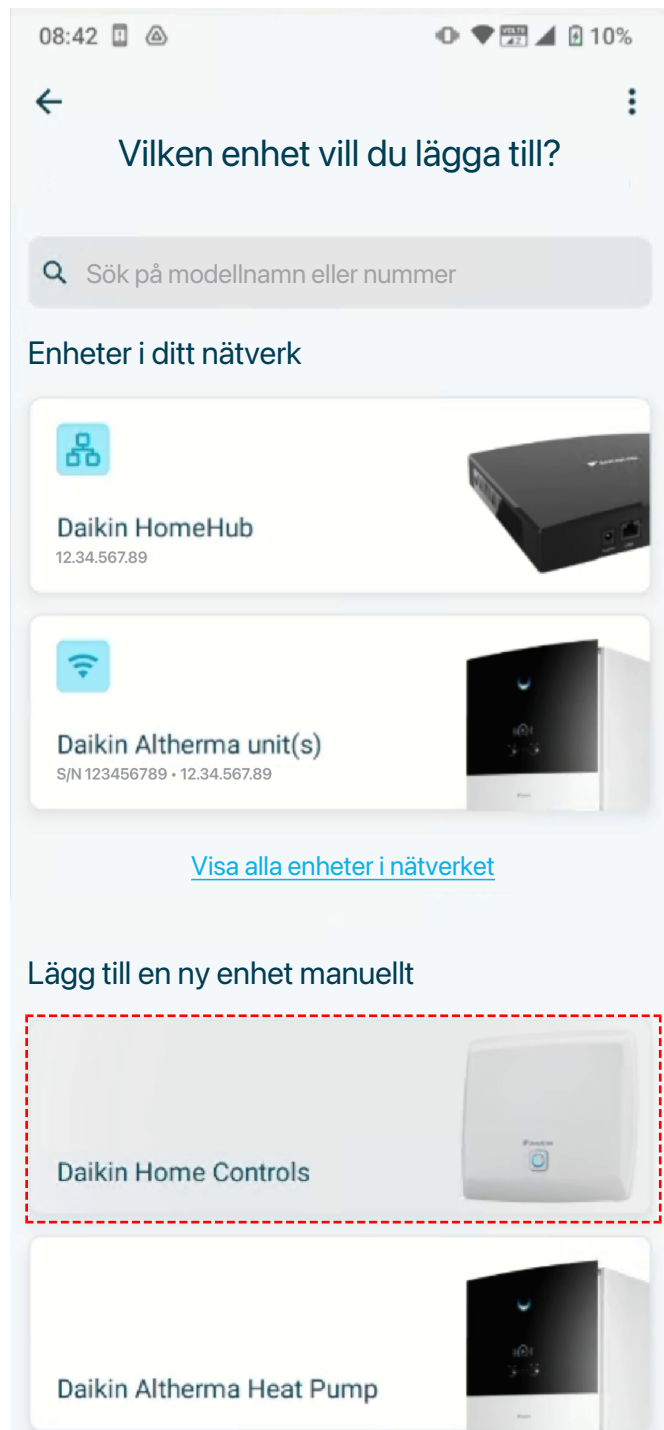 08:42 10%
Vilken enhet vill du lägga till?
Sök på modellnamn eller nummer
Enheter i ditt nätverk
Daikin HomeHub
12.34.567.89
Daikin Altherma unit(s)
S/N 123456789 • 12.34.567.89
Visa alla enheter i nätverket
Lägg till en ny enhet manuellt
Daikin Home Controls
Daikin Altherma Heat Pump